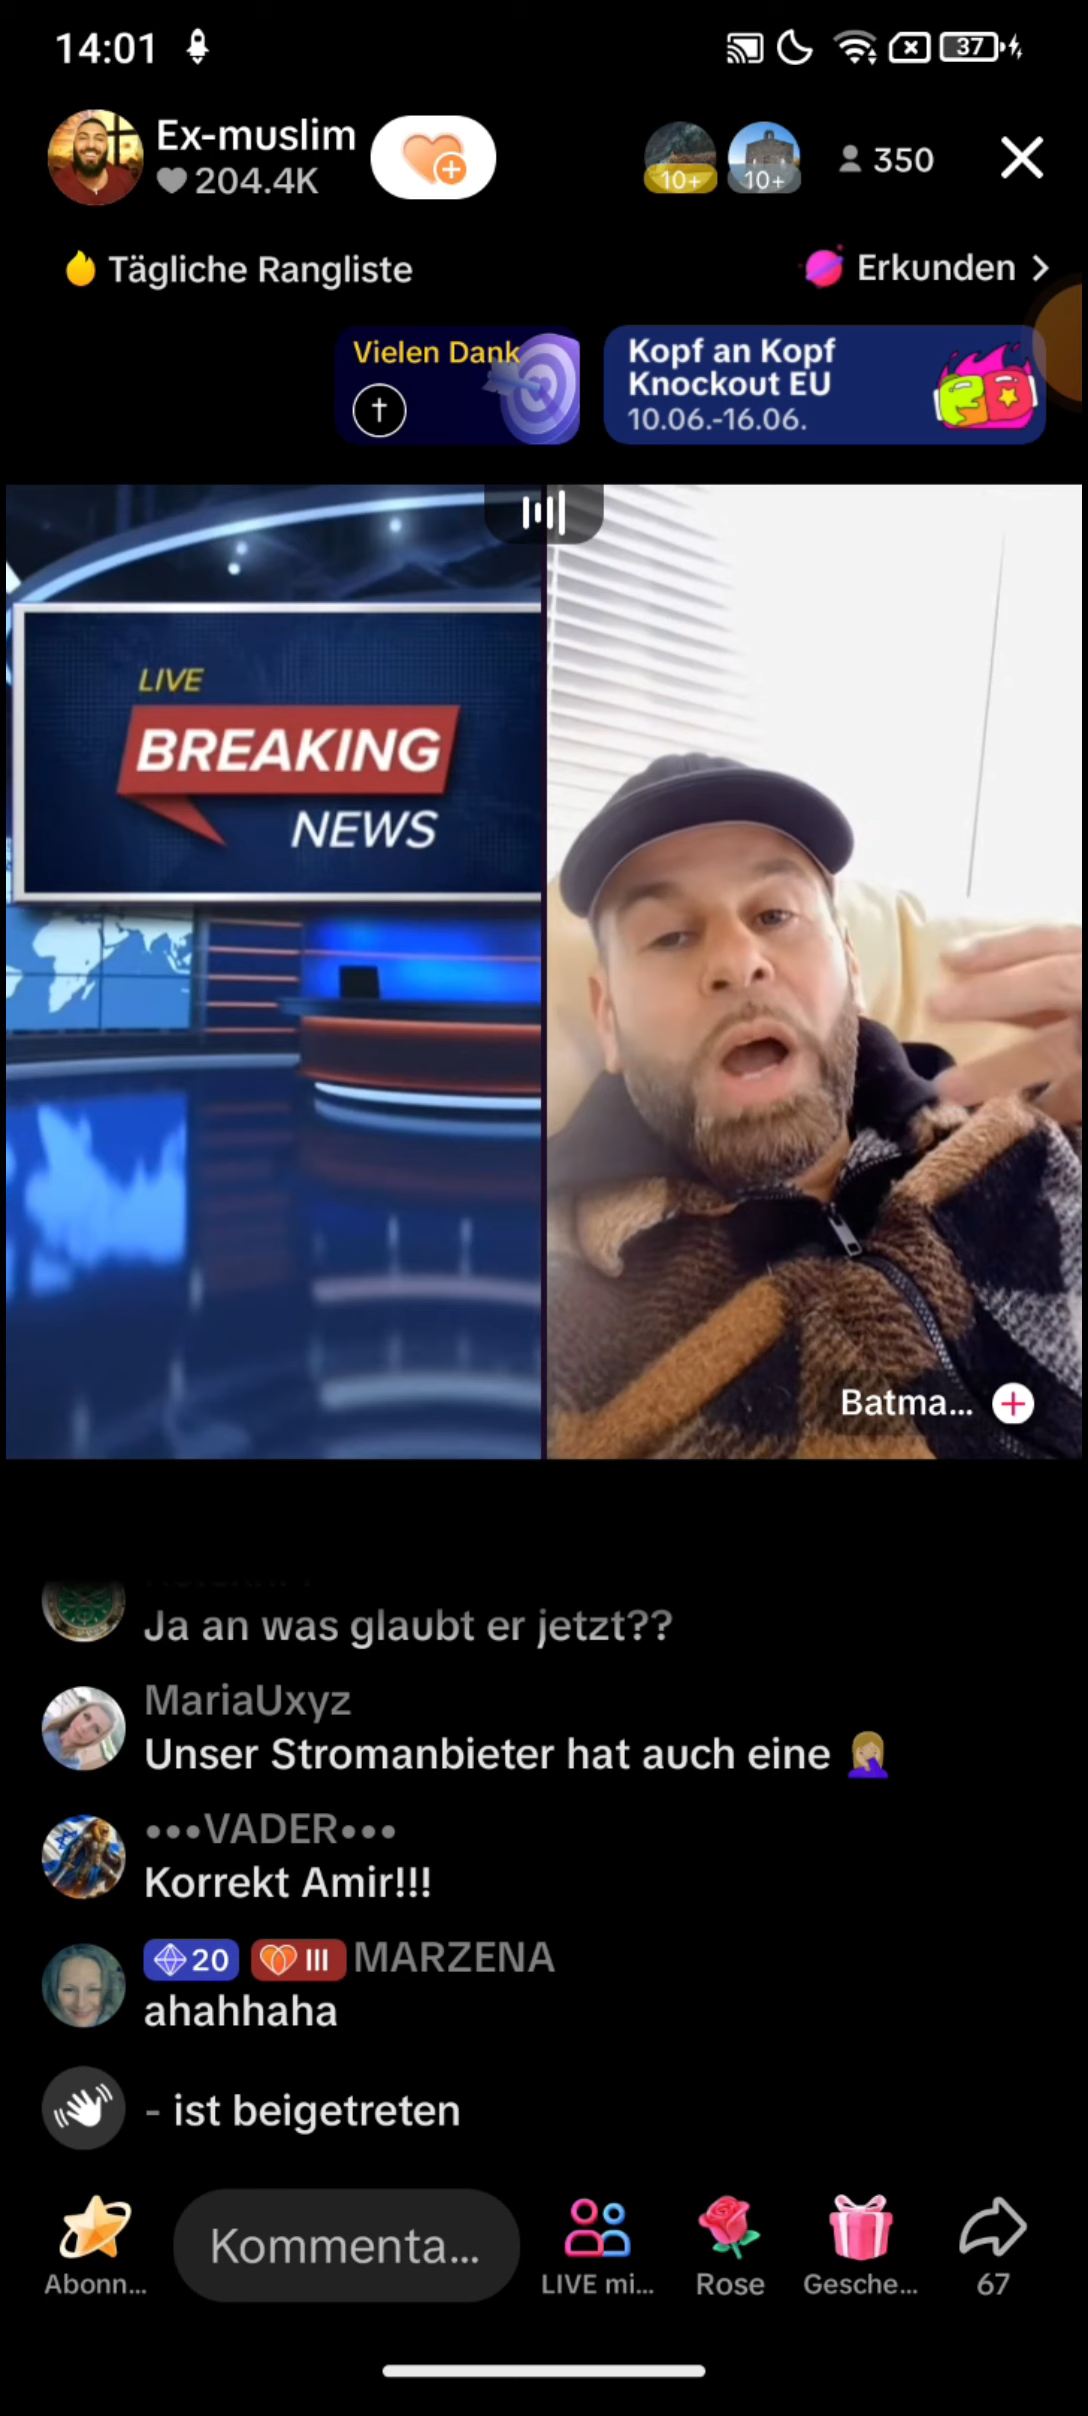 14:01
37
Ex-muslim
204.4K
10+
10+
350
Tägliche Rangliste
Erkunden
Vielen Dank
Kopf an Kopf
Knockout EU
10.06.-16.06.
LIVE
BREAKING
NEWS
Batma...
Ja an was glaubt er jetzt??
MariaUxyz
Unser Stromanbieter hat auch eine 🤦🏼‍♀️
•••VADER•••
Korrekt Amir!!!
20 III MARZENA
ahahhaha
- ist beigetreten
Kommenta...
Abonn...
LIVE mi...
Rose
Gesche...
67